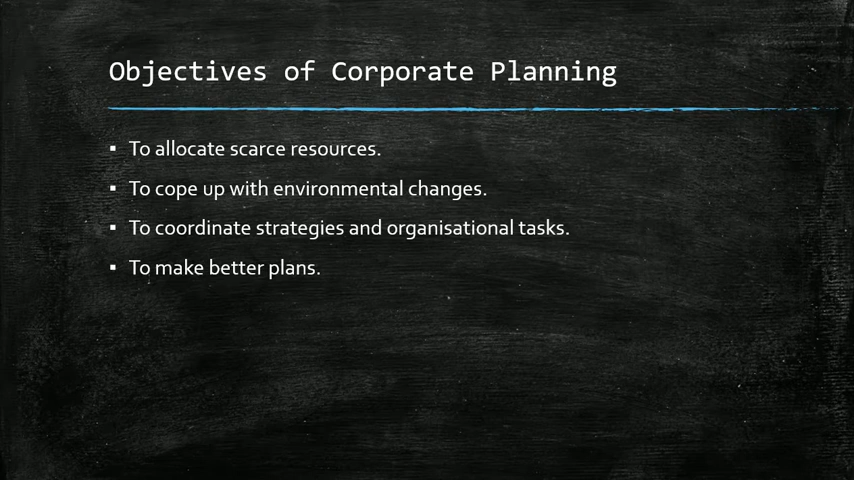 Objectives of Corporate Planning
▪ To allocate scarce resources.
▪ To cope up with environmental changes.
▪ To coordinate strategies and organisational tasks.
▪ To make better plans.